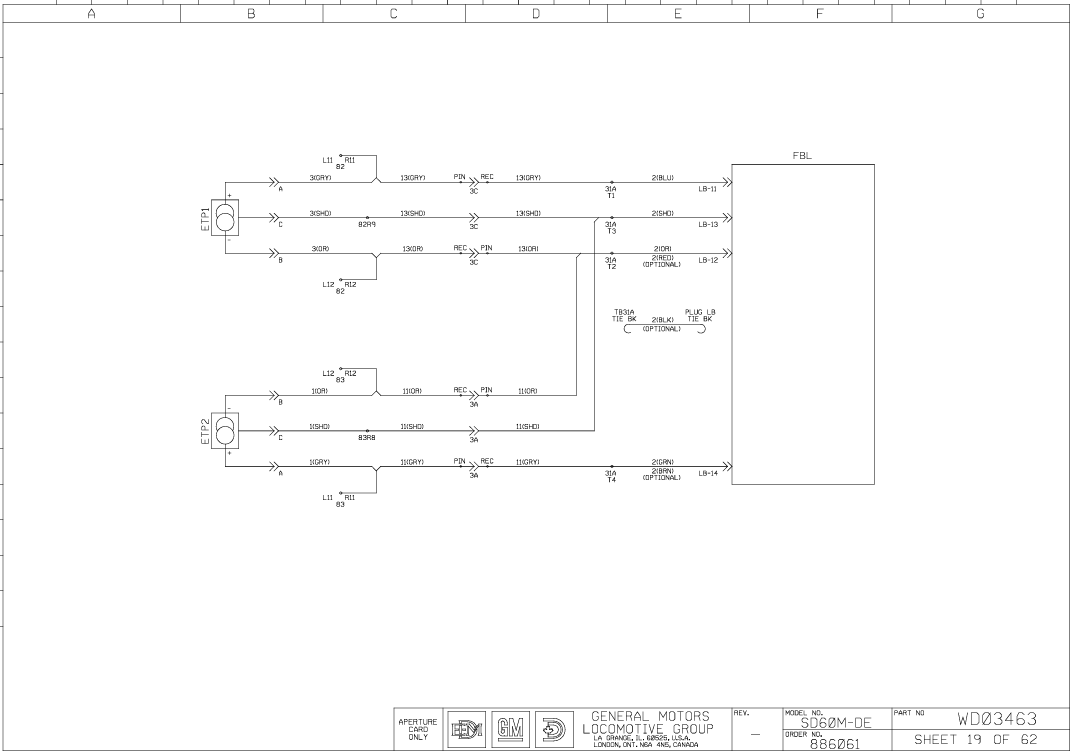 A B C D E F G
FBL
L11 R11
82
3(GRY) 13(GRY) PIN REC 13(GRY) 2(BLU)
A 3C 31A LB-11
T1
+
ETP1
3(SHD) 13(SHD) 13(SHD) 2(SHD)
C 82R9 3C 31A LB-13
T3
-
3(OR) 13(OR) REC PIN 13(OR) 2(OR)
B 3C 31A 2(RED) LB-12
T2 (OPTIONAL)
L12 R12
82
TB31A PLUG LB
TIE BK 2(BLK) TIE BK
(OPTIONAL)
L12 R12
83
1(OR) 11(OR) REC PIN 11(OR)
B 3A
-
ETP2
1(SHD) 11(SHD) 11(SHD)
C 83R8 3A
+
1(GRY) 11(GRY) PIN REC 11(GRY) 2(GRN)
A 3A 31A 2(BRN) LB-14
T4 (OPTIONAL)
L11 R11
83
APERTURE
CARD
ONLY
EMD GM D
GENERAL MOTORS
LOCOMOTIVE GROUP
LA GRANGE, IL. 60525, U.S.A.
LONDON, ONT. N6A 4N5, CANADA
REV.
-
MODEL NO.
SD60M-DE
ORDER NO.
886061
PART NO
WD03463
SHEET 19 OF 62